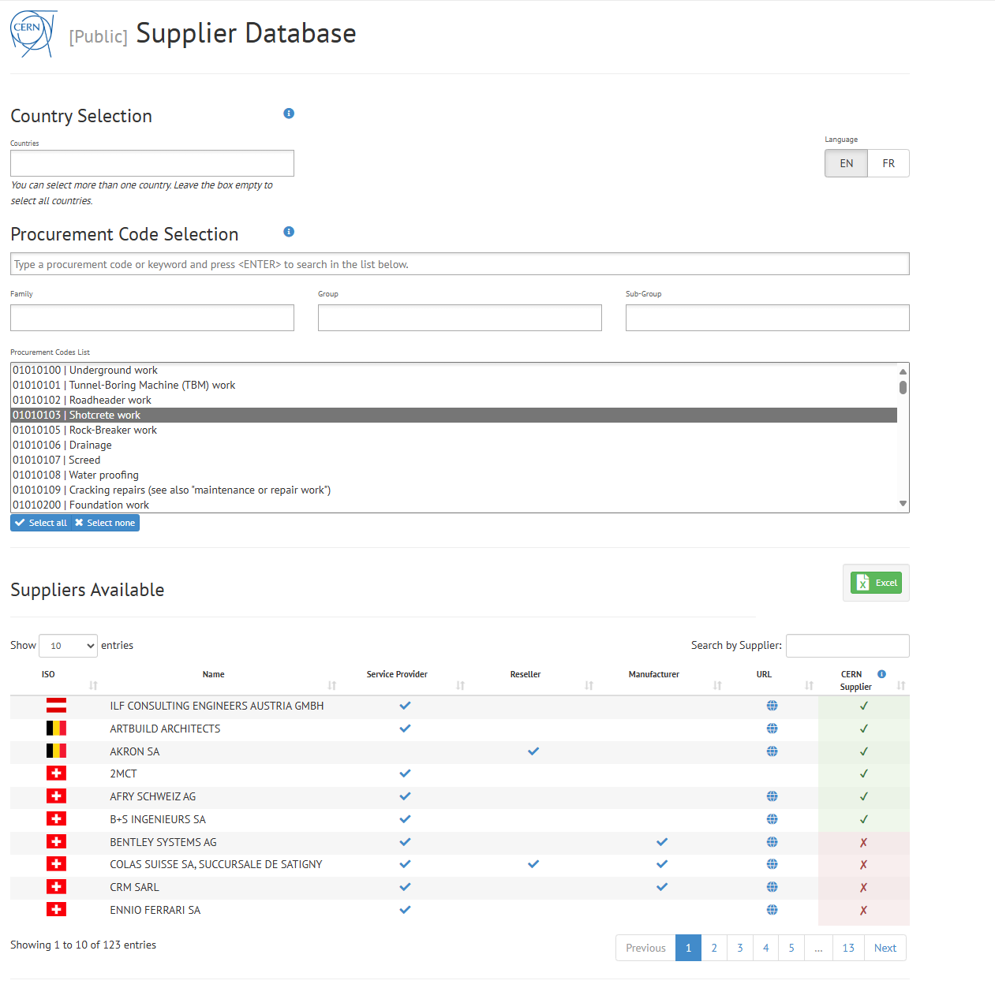 CERN
[Public] Supplier Database
Country Selection
Countries
Language
EN FR
You can select more than one country. Leave the box empty to
select all countries.
Procurement Code Selection
Type a procurement code or keyword and press <ENTER> to search in the list below.
Family Group Sub-Group
Procurement Codes List
01010100 | Underground work
01010101 | Tunnel-Boring Machine (TBM) work
01010102 | Roadheader work
01010103 | Shotcrete work
01010105 | Rock-Breaker work
01010106 | Drainage
01010107 | Screed
01010108 | Water proofing
01010109 | Cracking repairs (see also "maintenance or repair work")
01010200 | Foundation work
Select all Select none
Suppliers Available
Excel
Show 10 entries Search by Supplier:
ISO Name Service Provider Reseller Manufacturer URL CERN Supplier
ILF CONSULTING ENGINEERS AUSTRIA GMBH
ARTBUILD ARCHITECTS
AKRON SA
2MCT
AFRY SCHWEIZ AG
B+S INGENIEURS SA
BENTLEY SYSTEMS AG
COLAS SUISSE SA, SUCCURSALE DE SATIGNY
CRM SARL
ENNIO FERRARI SA
Showing 1 to 10 of 123 entries
Previous 1 2 3 4 5 … 13 Next